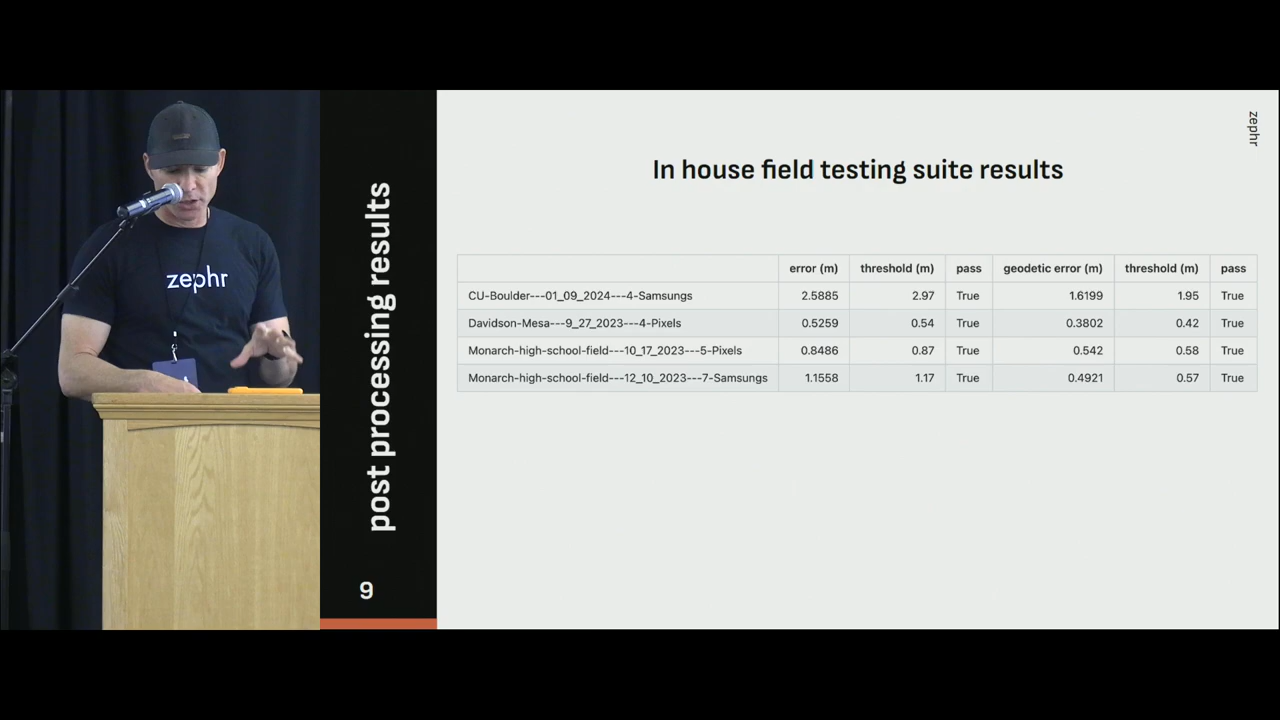 zephr
post processing results
9
zephr
In house field testing suite results
error (m) threshold (m) pass geodetic error (m) threshold (m) pass
CU-Boulder---01_09_2024---4-Samsungs 2.5885 2.97 True 1.6199 1.95 True
Davidson-Mesa---9_27_2023---4-Pixels 0.5259 0.54 True 0.3802 0.42 True
Monarch-high-school-field---10_17_2023---5-Pixels 0.8486 0.87 True 0.542 0.58 True
Monarch-high-school-field---12_10_2023---7-Samsungs 1.1558 1.17 True 0.4921 0.57 True